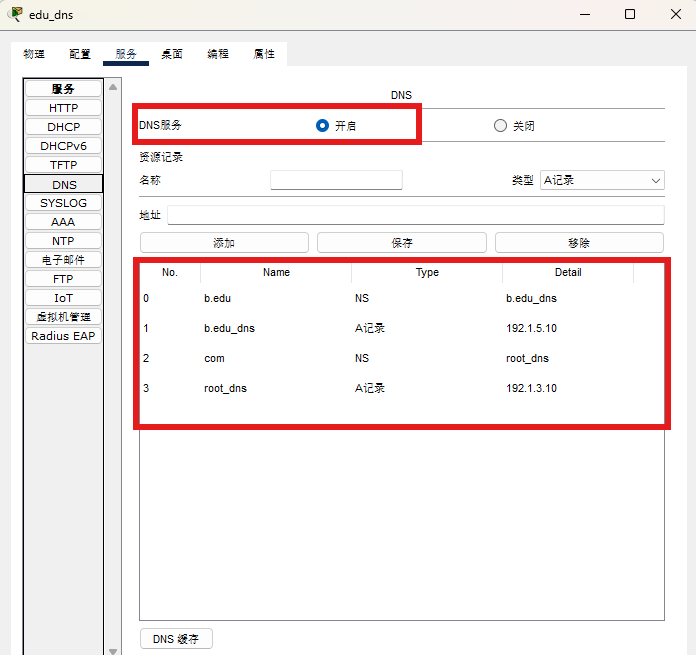 edu_dns
物理 配置 服务 桌面 编程 属性
服务
HTTP
DHCP
DHCPv6
TFTP
DNS
SYSLOG
AAA
NTP
电子邮件
FTP
IoT
虚拟机管理
Radius EAP
DNS
DNS服务 开启 关闭
资源记录
名称 类型 A记录
地址
添加 保存 移除
No. Name Type Detail
0 b.edu NS b.edu_dns
1 b.edu_dns A记录 192.1.5.10
2 com NS root_dns
3 root_dns A记录 192.1.3.10
DNS 缓存